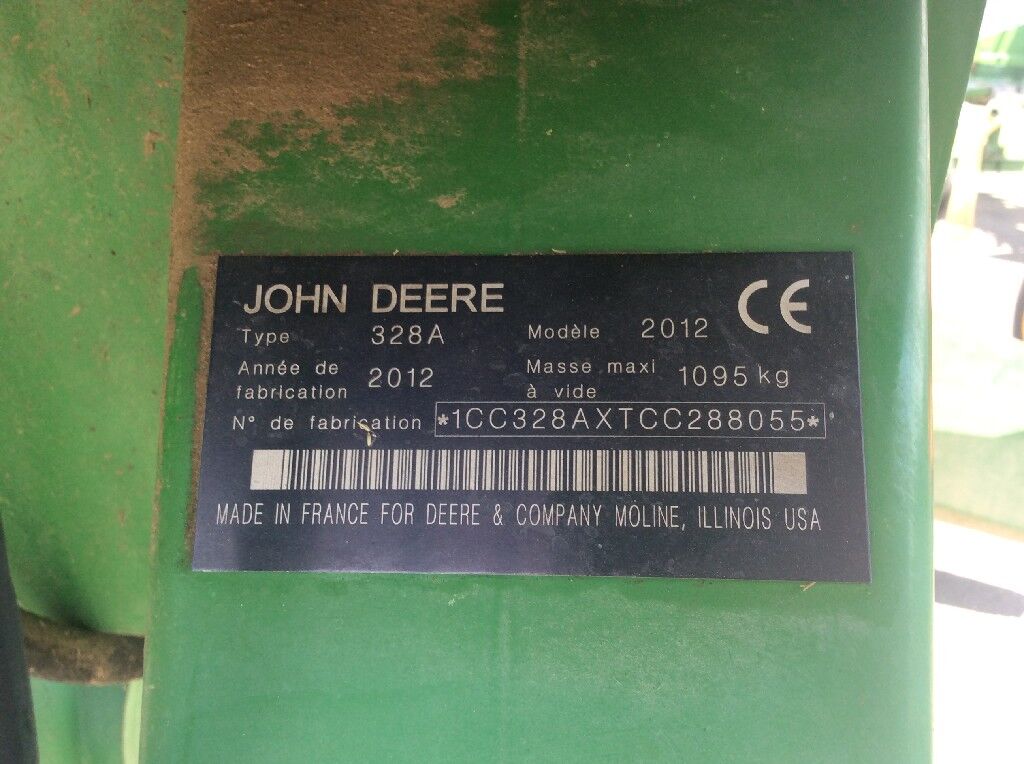 JOHN DEERE CE
Type 328A Modèle 2012
Année de fabrication 2012 Masse maxi à vide 1095 kg
N° de fabrication *1CC328AXTCC288055*
MADE IN FRANCE FOR DEERE & COMPANY MOLINE, ILLINOIS USA